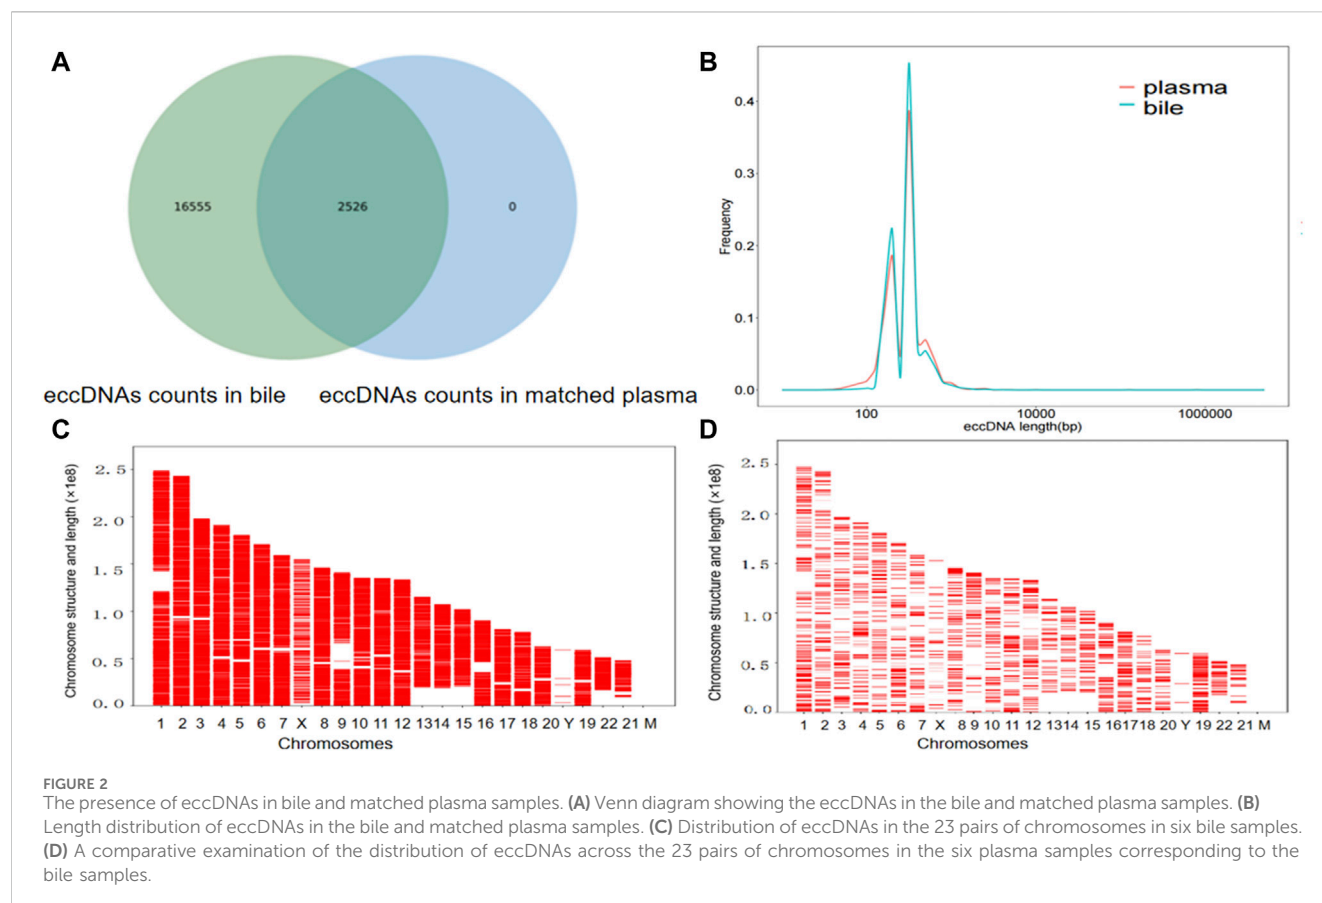 A
16555
2526
0
eccDNAs counts in bile
eccDNAs counts in matched plasma
B
Frequency
0.4
0.3
0.2
0.1
0.0
plasma
bile
100
10000
1000000
eccDNA length(bp)
C
Chromosome structure and length (×1e8)
2.5
2.0
1.5
1.0
0.5
0.0
1 2 3 4 5 6 7 X 8 9 10 11 12 13 14 15 16 17 18 20 Y 19 22 21 M
Chromosomes
D
Chromosome structure and length (×1e8)
2.5
2.0
1.5
1.0
0.5
0.0
1 2 3 4 5 6 7 X 8 9 10 11 12 13 14 15 16 17 18 20 Y 19 22 21 M
Chromosomes
FIGURE 2
The presence of eccDNAs in bile and matched plasma samples. (A) Venn diagram showing the eccDNAs in the bile and matched plasma samples. (B)
Length distribution of eccDNAs in the bile and matched plasma samples. (C) Distribution of eccDNAs in the 23 pairs of chromosomes in six bile samples.
(D) A comparative examination of the distribution of eccDNAs across the 23 pairs of chromosomes in the six plasma samples corresponding to the
bile samples.